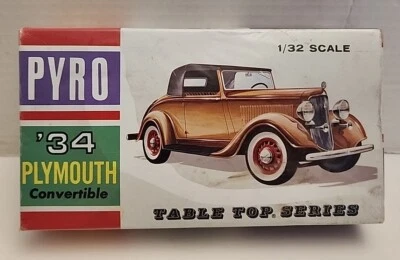 PYRO
1/32 SCALE
'34
PLYMOUTH
Convertible
TABLE TOP SERIES